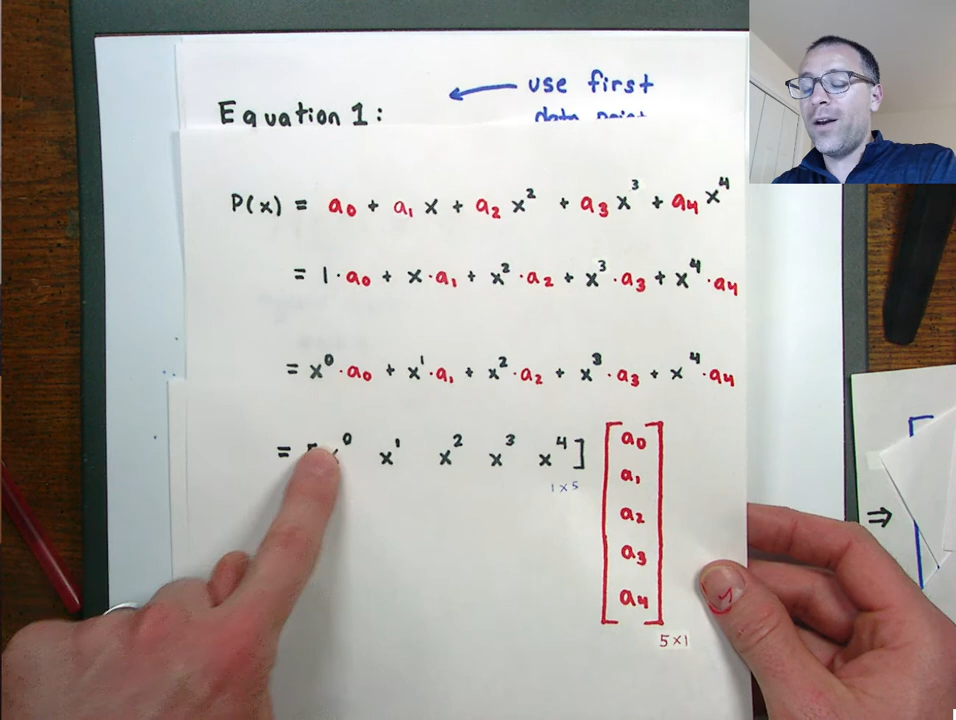 Equation 1: ← use first
P(x) = a₀ + a₁ x + a₂ x² + a₃ x³ + a₄ x⁴
= 1 · a₀ + x · a₁ + x² · a₂ + x³ · a₃ + x⁴ · a₄
= x⁰ · a₀ + x¹ · a₁ + x² · a₂ + x³ · a₃ + x⁴ · a₄
= [ x⁰ x¹ x² x³ x⁴ ]
1 x 5
a₀
a₁
a₂
a₃
a₄
5 x 1
⇒